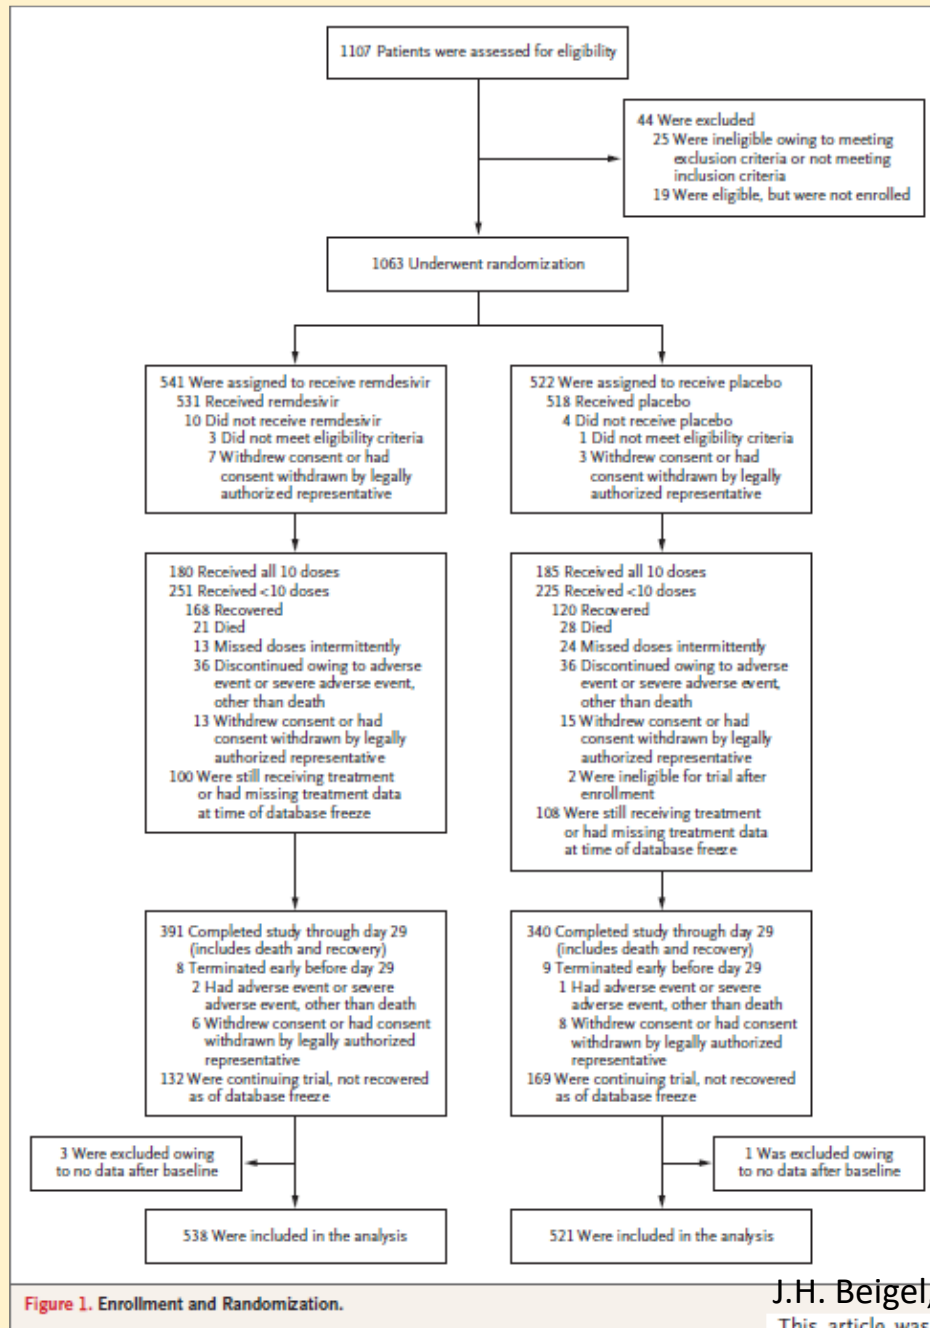 1107 Patients were assessed for eligibility
44 Were excluded
25 Were ineligible owing to meeting
exclusion criteria or not meeting
inclusion criteria
19 Were eligible, but were not enrolled
1063 Underwent randomization
541 Were assigned to receive remdesivir
531 Received remdesivir
10 Did not receive remdesivir
3 Did not meet eligibility criteria
7 Withdrew consent or had
consent withdrawn by legally
authorized representative
522 Were assigned to receive placebo
518 Received placebo
4 Did not receive placebo
1 Did not meet eligibility criteria
3 Withdrew consent or had
consent withdrawn by legally
authorized representative
180 Received all 10 doses
251 Received <10 doses
168 Recovered
21 Died
13 Missed doses intermittently
36 Discontinued owing to adverse
event or severe adverse event,
other than death
13 Withdrew consent or had
consent withdrawn by legally
authorized representative
100 Were still receiving treatment
or had missing treatment data
at time of database freeze
185 Received all 10 doses
225 Received <10 doses
120 Recovered
28 Died
24 Missed doses intermittently
36 Discontinued owing to adverse
event or severe adverse event,
other than death
15 Withdrew consent or had
consent withdrawn by legally
authorized representative
2 Were ineligible for trial after
enrollment
108 Were still receiving treatment
or had missing treatment data
at time of database freeze
391 Completed study through day 29
(includes death and recovery)
8 Terminated early before day 29
2 Had adverse event or severe
adverse event, other than death
6 Withdrew consent or had consent
withdrawn by legally authorized
representative
132 Were continuing trial, not recovered
as of database freeze
340 Completed study through day 29
(includes death and recovery)
9 Terminated early before day 29
1 Had adverse event or severe
adverse event, other than death
8 Withdrew consent or had consent
withdrawn by legally authorized
representative
169 Were continuing trial, not recovered
as of database freeze
3 Were excluded owing
to no data after baseline
1 Was excluded owing
to no data after baseline
538 Were included in the analysis
521 Were included in the analysis
Figure 1. Enrollment and Randomization.
J.H. Beigel,
This article was